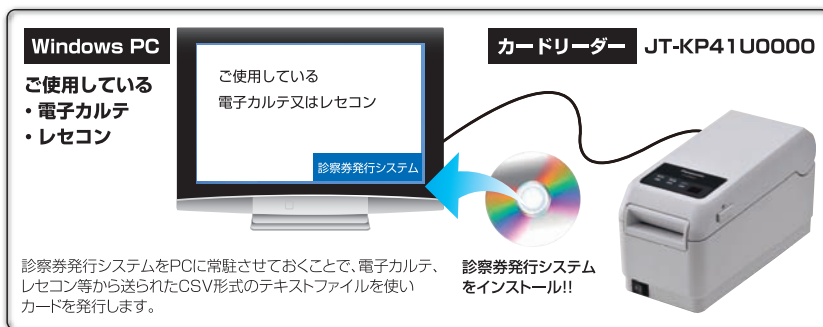 Windows PC
カードリーダー JT-KP41U0000
ご使用している
・電子カルテ
・レセコン
ご使用している
電子カルテ又はレセコン
診察券発行システム
診察券発行システムをPCに常駐させておくことで、電子カルテ、
レセコン等から送られたCSV形式のテキストファイルを使い
カードを発行します。
診察券発行システム
をインストール!!